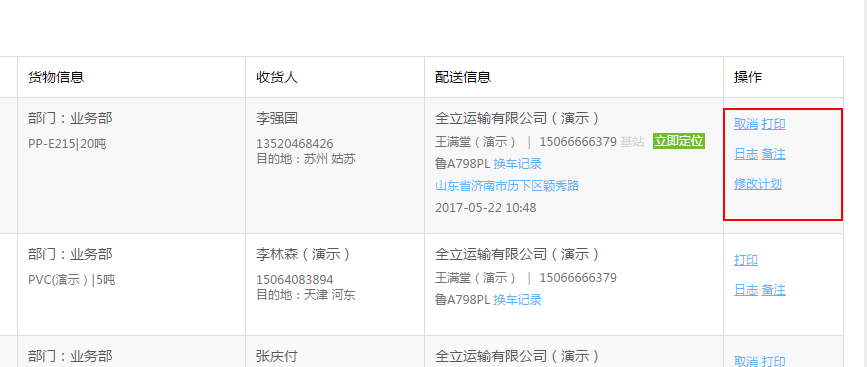 货物信息 收货人 配送信息 操作
部门：业务部 李强国 全立运输有限公司（演示）
取消 打印
PP-E215|20吨 13520468426 王满堂（演示） | 15066666379 基站 立即定位
目的地：苏州 姑苏 鲁A798PL 换车记录
日志 备注
山东省济南市历下区颖秀路
修改计划
2017-05-22 10:48
部门：业务部 李林森（演示） 全立运输有限公司（演示）
打印
PVC(演示）|5吨 15064083894 王满堂（演示） | 15066666379
目的地：天津 河东 鲁A798PL 换车记录
日志 备注
部门：业务部 张庆付 全立运输有限公司（演示）
取消 打印